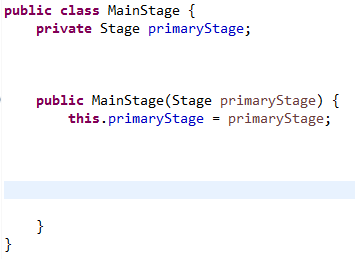 public class MainStage {
private Stage primaryStage;
public MainStage(Stage primaryStage) {
this.primaryStage = primaryStage;
}
}